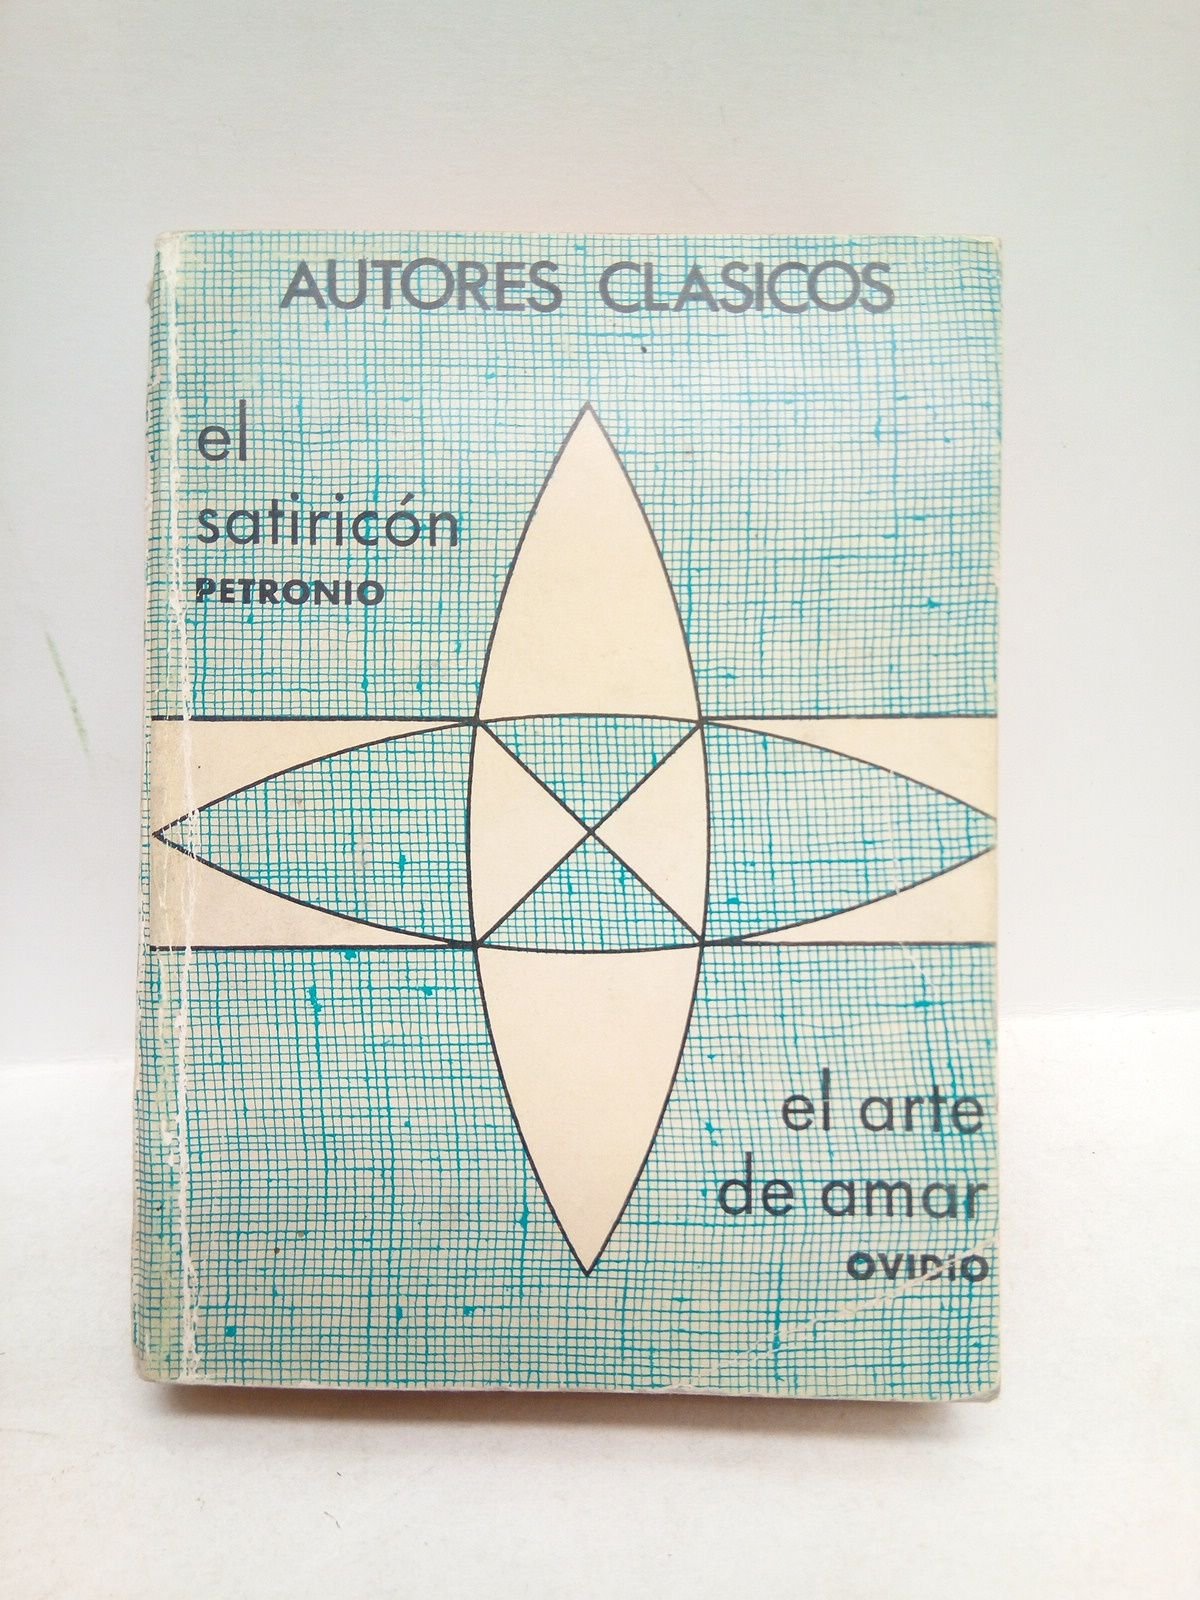 AUTORES CLASICOS
el
satiricón
PETRONIO
el arte
de amar
OVIDIO